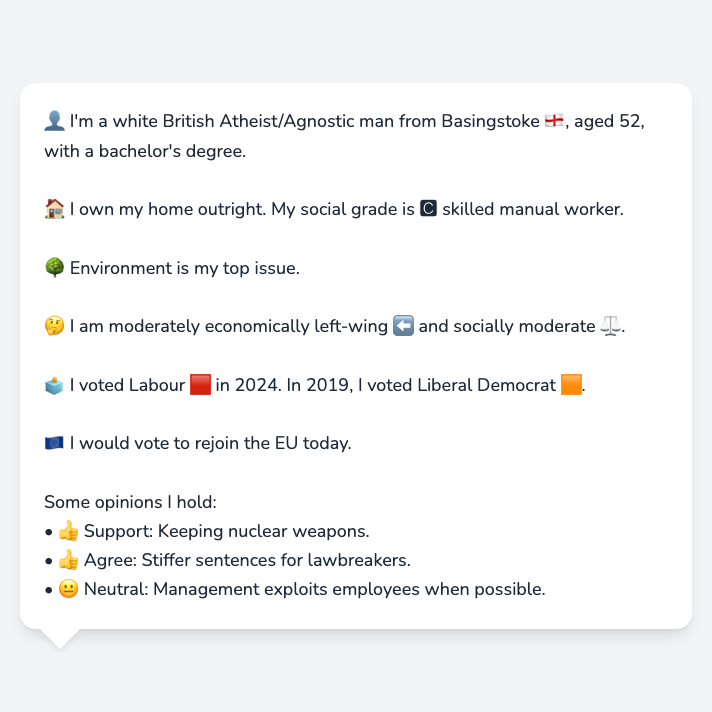 👤 I'm a white British Atheist/Agnostic man from Basingstoke 🏴󠁧󠁢󠁥󠁮󠁧󠁿, aged 52,
with a bachelor's degree.
🏠 I own my home outright. My social grade is 🅲 skilled manual worker.
🌳 Environment is my top issue.
🤔 I am moderately economically left-wing ⬅️ and socially moderate ⚖️.
🗳️ I voted Labour 🟥 in 2024. In 2019, I voted Liberal Democrat 🟧.
🇪🇺 I would vote to rejoin the EU today.
Some opinions I hold:
• 👍 Support: Keeping nuclear weapons.
• 👍 Agree: Stiffer sentences for lawbreakers.
• 😐 Neutral: Management exploits employees when possible.